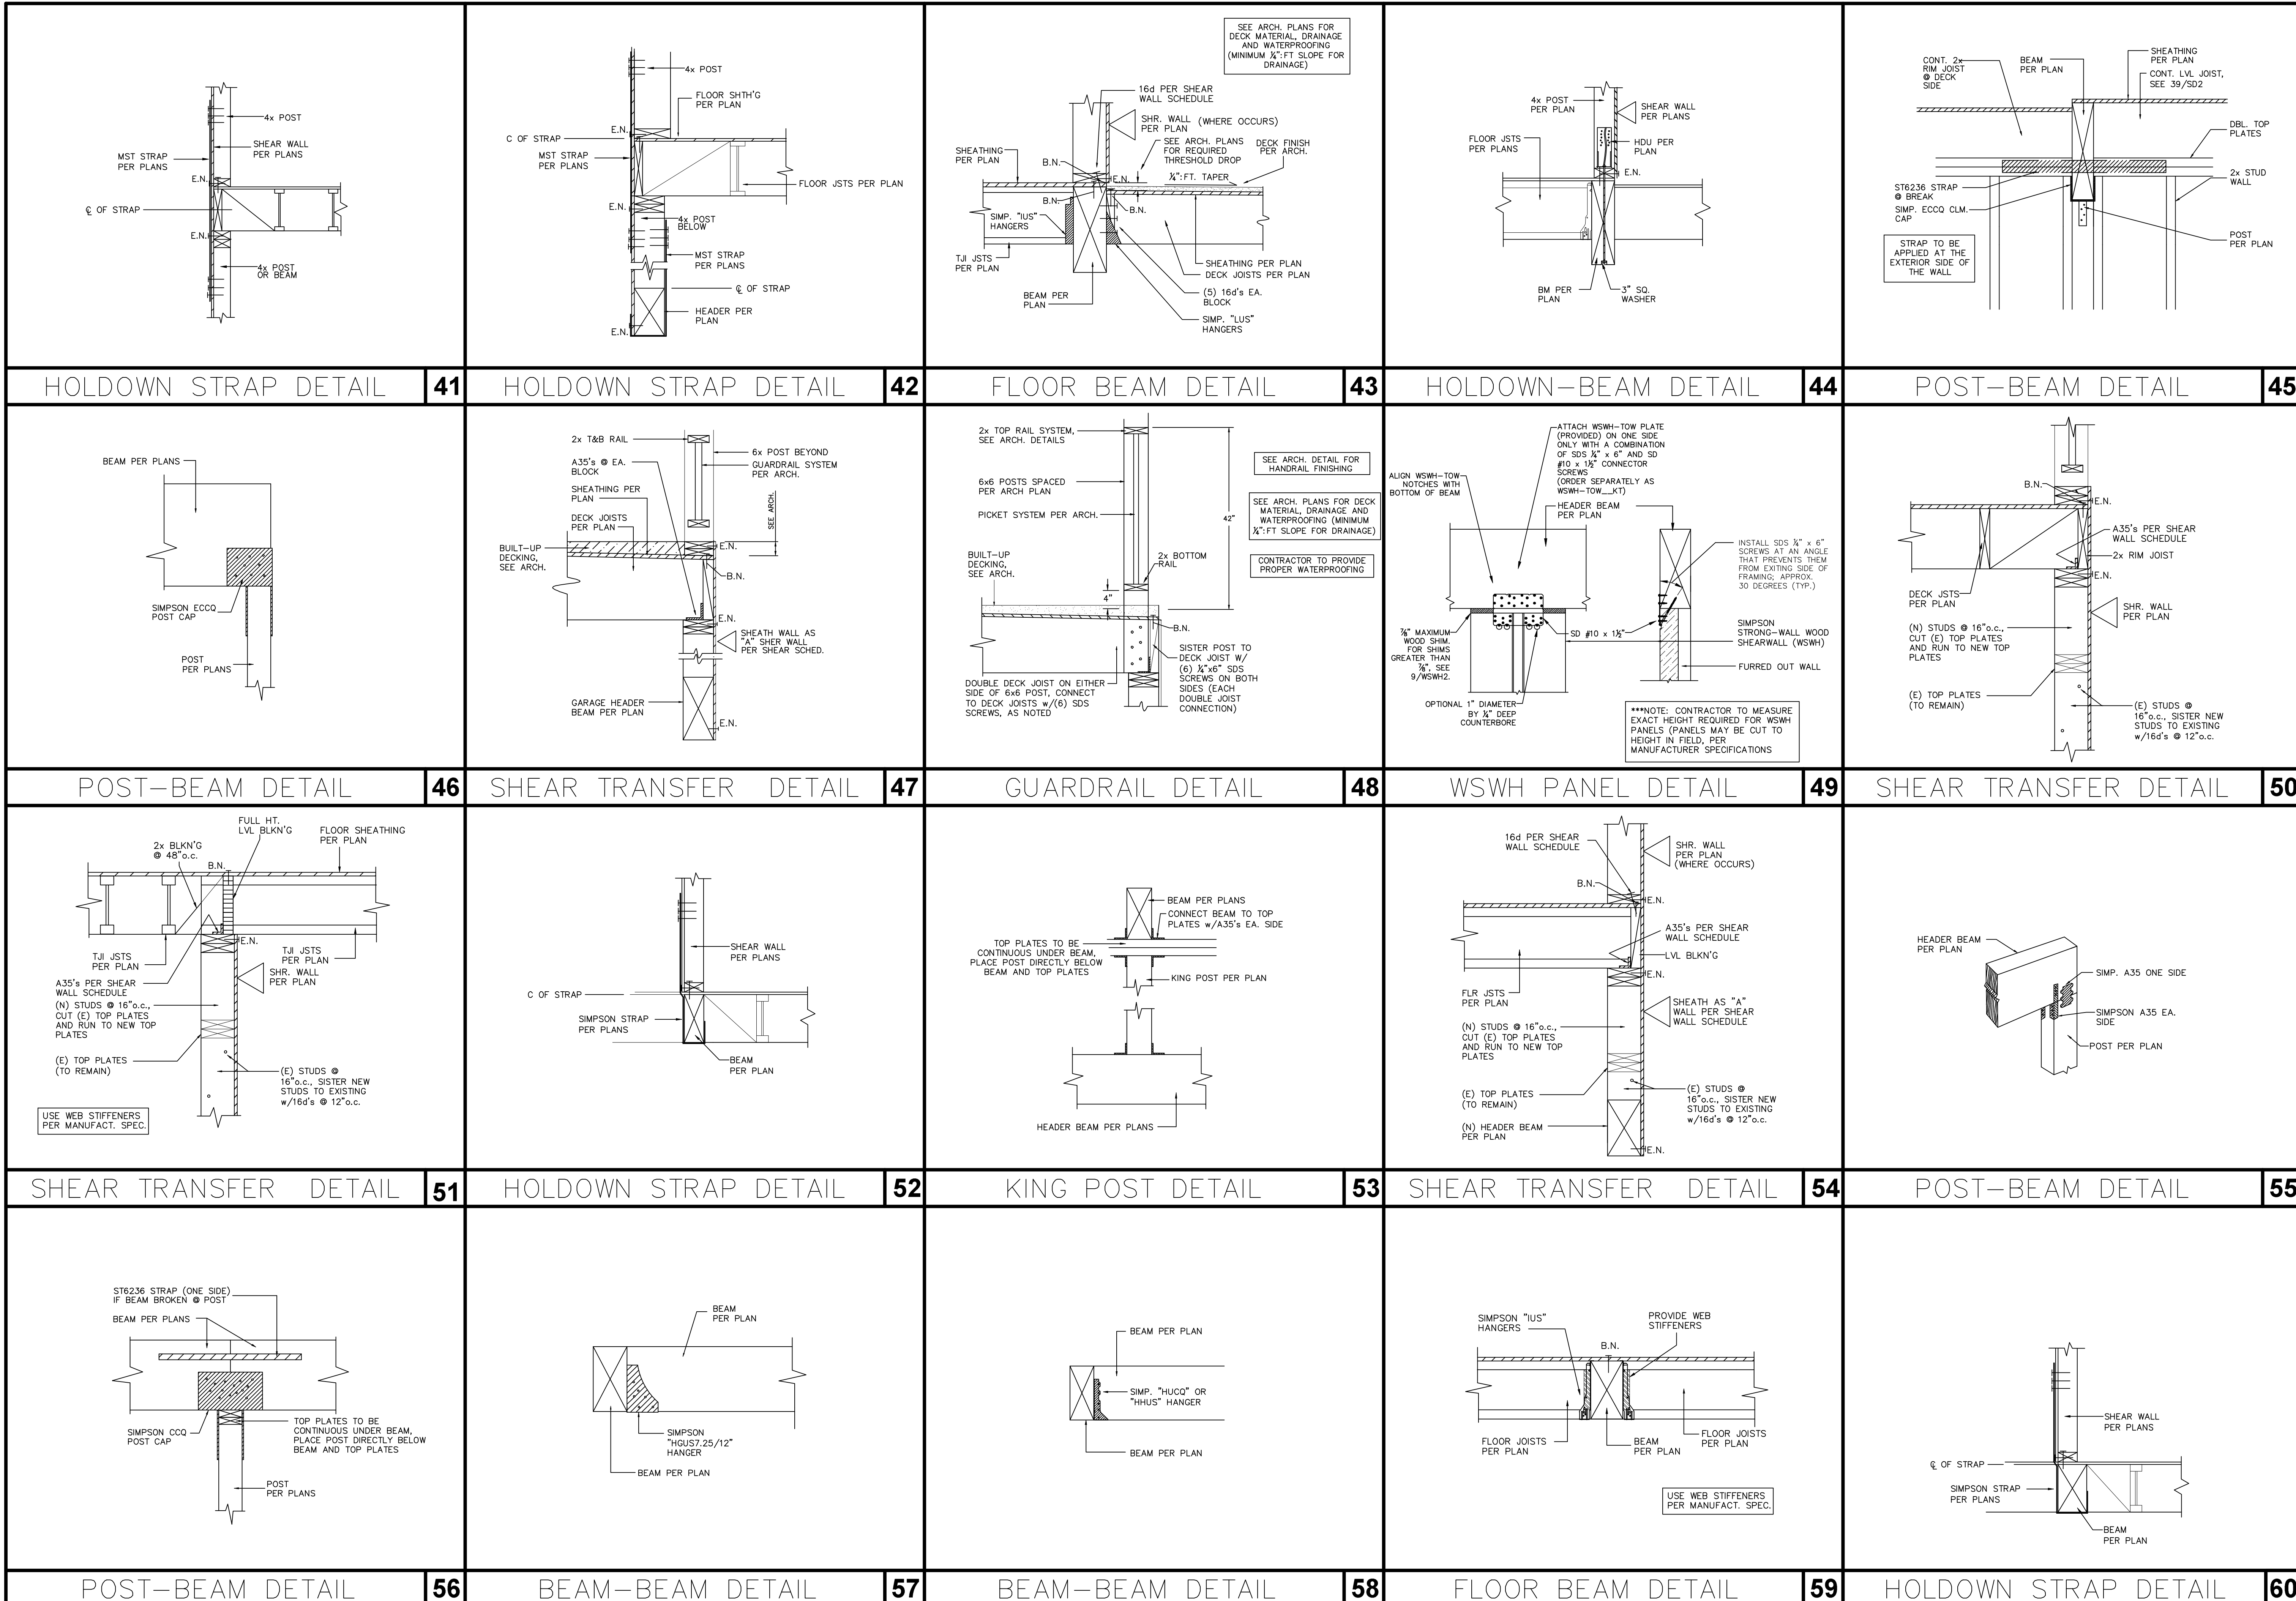 4x POST
SHEAR WALL
PER PLANS
MST STRAP
PER PLANS
E.N.
℄ OF STRAP
E.N.
4x POST
OR BEAM
HOLDOWN STRAP DETAIL 41
4x POST
FLOOR SHTH'G
PER PLAN
E.N.
C OF STRAP
MST STRAP
PER PLANS
FLOOR JSTS PER PLAN
E.N.
4x POST
BELOW
MST STRAP
PER PLANS
℄ OF STRAP
HEADER PER
PLAN
E.N.
HOLDOWN STRAP DETAIL 42
SEE ARCH. PLANS FOR
DECK MATERIAL, DRAINAGE
AND WATERPROOFING
(MINIMUM ¼":FT SLOPE FOR
DRAINAGE)
16d PER SHEAR
WALL SCHEDULE
SHR. WALL (WHERE OCCURS)
PER PLAN
SEE ARCH. PLANS
FOR REQUIRED
THRESHOLD DROP
DECK FINISH
PER ARCH.
SHEATHING
PER PLAN
B.N.
E.N.
¼":FT. TAPER
B.N.
B.N.
SIMP. "IUS"
HANGERS
TJI JSTS
PER PLAN
SHEATHING PER PLAN
DECK JOISTS PER PLAN
BEAM PER
PLAN
(5) 16d's EA.
BLOCK
SIMP. "LUS"
HANGERS
FLOOR BEAM DETAIL 43
4x POST
PER PLAN
SHEAR WALL
PER PLANS
FLOOR JSTS
PER PLANS
HDU PER
PLAN
E.N.
BM PER
PLAN
3" SQ.
WASHER
HOLDOWN-BEAM DETAIL 44
CONT. 2x
RIM JOIST
@ DECK
SIDE
BEAM
PER PLAN
SHEATHING
PER PLAN
CONT. LVL JOIST,
SEE 39/SD2
DBL. TOP
PLATES
2x STUD
WALL
ST6236 STRAP
@ BREAK
SIMP. ECCQ CLM.
CAP
POST
PER PLAN
STRAP TO BE
APPLIED AT THE
EXTERIOR SIDE OF
THE WALL
POST-BEAM DETAIL 45
BEAM PER PLANS
SIMPSON ECCQ
POST CAP
POST
PER PLANS
POST-BEAM DETAIL 46
2x T&B RAIL
6x POST BEYOND
GUARDRAIL SYSTEM
PER ARCH.
A35's @ EA.
BLOCK
SHEATHING PER
PLAN
DECK JOISTS
PER PLAN
SEE ARCH.
BUILT-UP
DECKING,
SEE ARCH.
E.N.
B.N.
E.N.
SHEATH WALL AS
"A" SHER WALL
PER SHEAR SCHED.
GARAGE HEADER
BEAM PER PLAN
E.N.
SHEAR TRANSFER DETAIL 47
2x TOP RAIL SYSTEM,
SEE ARCH. DETAILS
SEE ARCH. DETAIL FOR
HANDRAIL FINISHING
6x6 POSTS SPACED
PER ARCH PLAN
SEE ARCH. PLANS FOR DECK
MATERIAL, DRAINAGE AND
WATERPROOFING (MINIMUM
¼":FT SLOPE FOR DRAINAGE)
PICKET SYSTEM PER ARCH.
42"
BUILT-UP
DECKING,
SEE ARCH.
2x BOTTOM
RAIL
CONTRACTOR TO PROVIDE
PROPER WATERPROOFING
4"
B.N.
SISTER POST TO
DECK JOIST W/
(6) ¼"x6" SDS
SCREWS ON BOTH
SIDES (EACH
DOUBLE JOIST
CONNECTION)
DOUBLE DECK JOIST ON EITHER
SIDE OF 6x6 POST, CONNECT
TO DECK JOISTS w/(6) SDS
SCREWS, AS NOTED
GUARDRAIL DETAIL 48
ATTACH WSWH-TOW PLATE
(PROVIDED) ON ONE SIDE
ONLY WITH A COMBINATION
OF SDS ¼" x 6" AND SD
#10 x 1½" CONNECTOR
SCREWS
(ORDER SEPARATELY AS
WSWH-TOW__KT)
ALIGN WSWH-TOW
NOTCHES WITH
BOTTOM OF BEAM
HEADER BEAM
PER PLAN
INSTALL SDS ¼" x 6"
SCREWS AT AN ANGLE
THAT PREVENTS THEM
FROM EXITING SIDE OF
FRAMING; APPROX.
30 DEGREES (TYP.)
⅞" MAXIMUM
WOOD SHIM.
FOR SHIMS
GREATER THAN
⅞", SEE
9/WSWH2.
SD #10 x 1½"
SIMPSON
STRONG-WALL WOOD
SHEARWALL (WSWH)
FURRED OUT WALL
OPTIONAL 1" DIAMETER
BY ¼" DEEP
COUNTERBORE
***NOTE: CONTRACTOR TO MEASURE
EXACT HEIGHT REQUIRED FOR WSWH
PANELS (PANELS MAY BE CUT TO
HEIGHT IN FIELD, PER
MANUFACTURER SPECIFICATIONS
WSWH PANEL DETAIL 49
B.N.
E.N.
A35's PER SHEAR
WALL SCHEDULE
2x RIM JOIST
E.N.
DECK JSTS
PER PLAN
SHR. WALL
PER PLAN
(N) STUDS @ 16"o.c.,
CUT (E) TOP PLATES
AND RUN TO NEW TOP
PLATES
(E) TOP PLATES
(TO REMAIN)
(E) STUDS @
16"o.c., SISTER NEW
STUDS TO EXISTING
w/16d's @ 12"o.c.
SHEAR TRANSFER DETAIL 50
FULL HT.
LVL BLKN'G
FLOOR SHEATHING
PER PLAN
2x BLKN'G
@ 48"o.c.
B.N.
E.N.
TJI JSTS
PER PLAN
TJI JSTS
PER PLAN
SHR. WALL
PER PLAN
A35's PER SHEAR
WALL SCHEDULE
(N) STUDS @ 16"o.c.,
CUT (E) TOP PLATES
AND RUN TO NEW TOP
PLATES
(E) TOP PLATES
(TO REMAIN)
(E) STUDS @
16"o.c., SISTER NEW
STUDS TO EXISTING
w/16d's @ 12"o.c.
USE WEB STIFFENERS
PER MANUFACT. SPEC.
SHEAR TRANSFER DETAIL 51
SHEAR WALL
PER PLANS
C OF STRAP
SIMPSON STRAP
PER PLANS
BEAM
PER PLAN
HOLDOWN STRAP DETAIL 52
BEAM PER PLANS
CONNECT BEAM TO TOP
PLATES w/A35's EA. SIDE
TOP PLATES TO BE
CONTINUOUS UNDER BEAM,
PLACE POST DIRECTLY BELOW
BEAM AND TOP PLATES
KING POST PER PLAN
HEADER BEAM PER PLANS
KING POST DETAIL 53
16d PER SHEAR
WALL SCHEDULE
SHR. WALL
PER PLAN
(WHERE OCCURS)
B.N.
E.N.
A35's PER SHEAR
WALL SCHEDULE
LVL BLKN'G
E.N.
FLR JSTS
PER PLAN
SHEATH AS "A"
WALL PER SHEAR
WALL SCHEDULE
(N) STUDS @ 16"o.c.,
CUT (E) TOP PLATES
AND RUN TO NEW TOP
PLATES
(E) TOP PLATES
(TO REMAIN)
(E) STUDS @
16"o.c., SISTER NEW
STUDS TO EXISTING
w/16d's @ 12"o.c.
(N) HEADER BEAM
PER PLAN
E.N.
SHEAR TRANSFER DETAIL 54
HEADER BEAM
PER PLAN
SIMP. A35 ONE SIDE
SIMPSON A35 EA.
SIDE
POST PER PLAN
POST-BEAM DETAIL 55
ST6236 STRAP (ONE SIDE)
IF BEAM BROKEN @ POST
BEAM PER PLANS
SIMPSON CCQ
POST CAP
TOP PLATES TO BE
CONTINUOUS UNDER BEAM,
PLACE POST DIRECTLY BELOW
BEAM AND TOP PLATES
POST
PER PLANS
POST-BEAM DETAIL 56
BEAM
PER PLAN
SIMPSON
"HGUS7.25/12"
HANGER
BEAM PER PLAN
BEAM-BEAM DETAIL 57
BEAM PER PLAN
SIMP. "HUCQ" OR
"HHUS" HANGER
BEAM PER PLAN
BEAM-BEAM DETAIL 58
SIMPSON "IUS"
HANGERS
PROVIDE WEB
STIFFENERS
B.N.
FLOOR JOISTS
PER PLAN
BEAM
PER PLAN
FLOOR JOISTS
PER PLAN
USE WEB STIFFENERS
PER MANUFACT. SPEC.
FLOOR BEAM DETAIL 59
SHEAR WALL
PER PLANS
℄ OF STRAP
SIMPSON STRAP
PER PLANS
BEAM
PER PLAN
HOLDOWN STRAP DETAIL 60